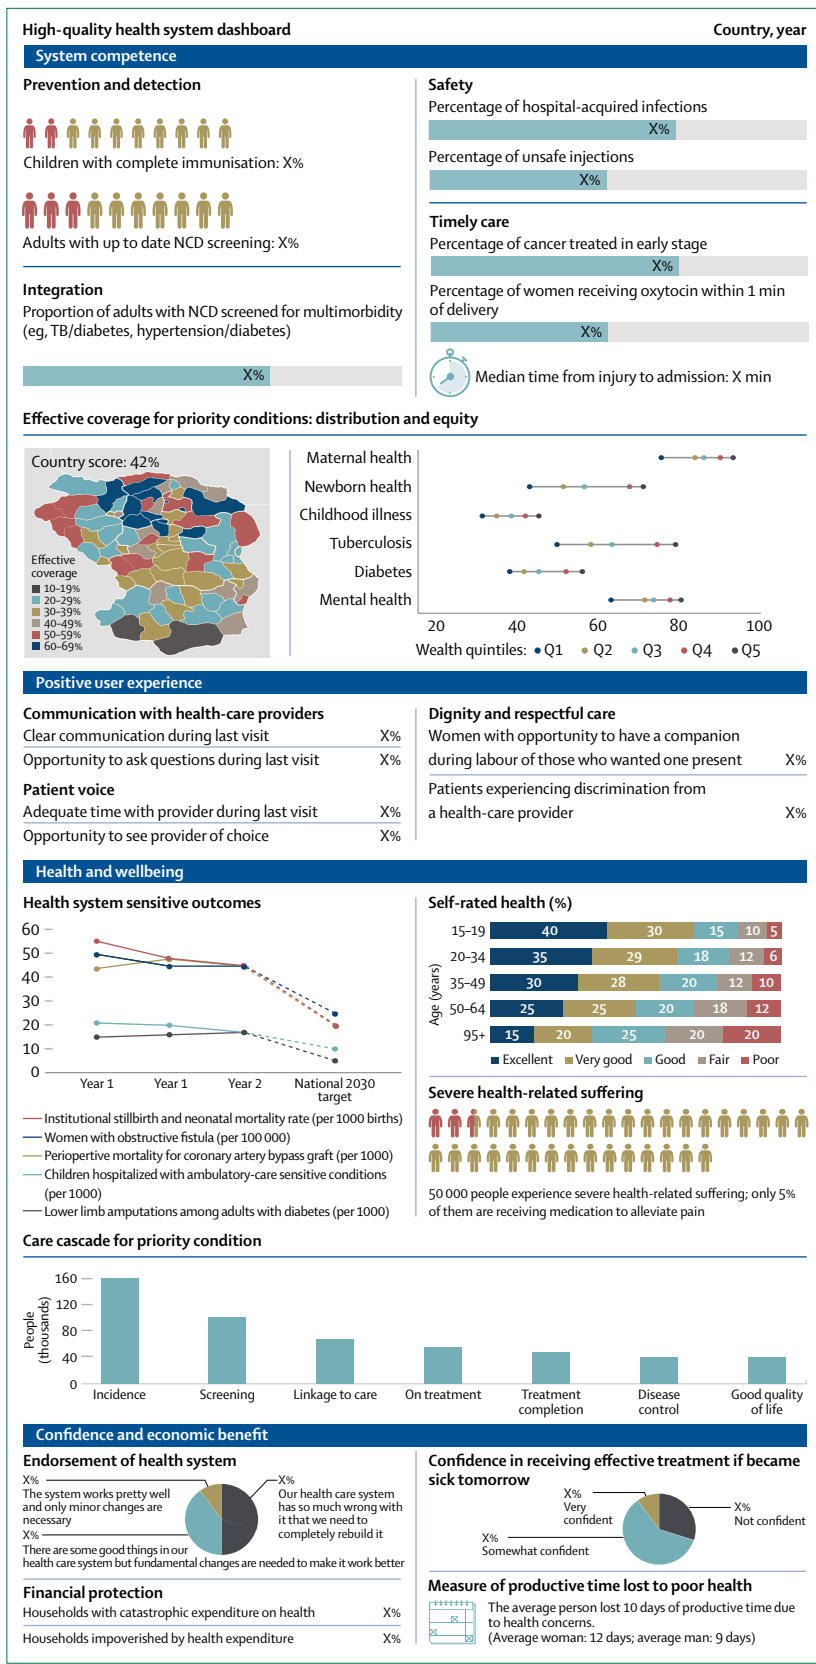 High-quality health system dashboard
Country, year
System competence
Prevention and detection
Children with complete immunisation: X%
Adults with up to date NCD screening: X%
Integration
Proportion of adults with NCD screened for multimorbidity
(eg, TB/diabetes, hypertension/diabetes)
X%
Safety
Percentage of hospital-acquired infections
X%
Percentage of unsafe injections
X%
Timely care
Percentage of cancer treated in early stage
X%
Percentage of women receiving oxytocin within 1 min
of delivery
X%
Median time from injury to admission: X min
Effective coverage for priority conditions: distribution and equity
Country score: 42%
Effective
coverage
10–19%
20–29%
30–39%
40–49%
50–59%
60–69%
Maternal health
Newborn health
Childhood illness
Tuberculosis
Diabetes
Mental health
20 40 60 80 100
Wealth quintiles: Q1 Q2 Q3 Q4 Q5
Positive user experience
Communication with health-care providers
Clear communication during last visit X%
Opportunity to ask questions during last visit X%
Patient voice
Adequate time with provider during last visit X%
Opportunity to see provider of choice X%
Dignity and respectful care
Women with opportunity to have a companion
during labour of those who wanted one present X%
Patients experiencing discrimination from
a health-care provider X%
Health and wellbeing
Health system sensitive outcomes
60
50
40
30
20
10
0
Year 1 Year 1 Year 2 National 2030
target
Institutional stillbirth and neonatal mortality rate (per 1000 births)
Women with obstructive fistula (per 100 000)
Periopertive mortality for coronary artery bypass graft (per 1000)
Children hospitalized with ambulatory-care sensitive conditions
(per 1000)
Lower limb amputations among adults with diabetes (per 1000)
Self-rated health (%)
Age (years)
15–19 40 30 15 10 5
20–34 35 29 18 12 6
35–49 30 28 20 12 10
50–64 25 25 20 18 12
95+ 15 20 25 20 20
Excellent Very good Good Fair Poor
Severe health-related suffering
50 000 people experience severe health-related suffering; only 5%
of them are receiving medication to alleviate pain
Care cascade for priority condition
People
(thousands)
160
120
80
40
0
Incidence Screening Linkage to care On treatment Treatment Disease Good quality
completion control of life
Confidence and economic benefit
Endorsement of health system
X%
The system works pretty well
and only minor changes are
necessary
X%
There are some good things in our
health care system but fundamental changes are needed to make it work better
X%
Our health care system
has so much wrong with
it that we need to
completely rebuild it
Financial protection
Households with catastrophic expenditure on health X%
Households impoverished by health expenditure X%
Confidence in receiving effective treatment if became
sick tomorrow
X%
Very
confident
X%
Not confident
X%
Somewhat confident
Measure of productive time lost to poor health
The average person lost 10 days of productive time due
to health concerns.
(Average woman: 12 days; average man: 9 days)